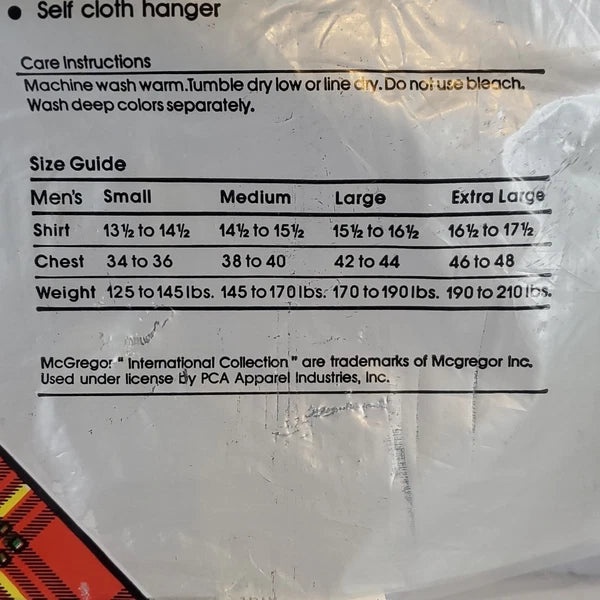 ● Self cloth hanger
Care Instructions
Machine wash warm.Tumble dry low or line dry.Do not use bleach.
Wash deep colors separately.
Size Guide
Men's Small Medium Large Extra Large
Shirt 13½ to 14½ 14½ to 15½ 15½ to 16½ 16½ to 17½
Chest 34 to 36 38 to 40 42 to 44 46 to 48
Weight 125 to 145 lbs. 145 to 170 lbs. 170 to 190 lbs. 190 to 210 lbs.
McGregor " International Collection " are trademarks of Mcgregor Inc.
Used under license by PCA Apparel Industries, Inc.